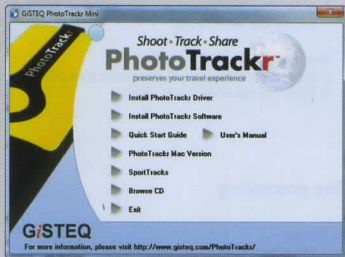 GiSTEQ PhotoTrackr Mini
PhotoTrackr
Shoot • Track • Share
PhotoTrackr
preserves your travel experience
Install PhotoTrackr Driver
Install PhotoTrackr Software
Quick Start Guide User's Manual
PhotoTrackr Mac Version
SportTracks
Browse CD
Exit
GiSTEQ
For more information, please visit http://www.gisteq.com/PhotoTrackr/